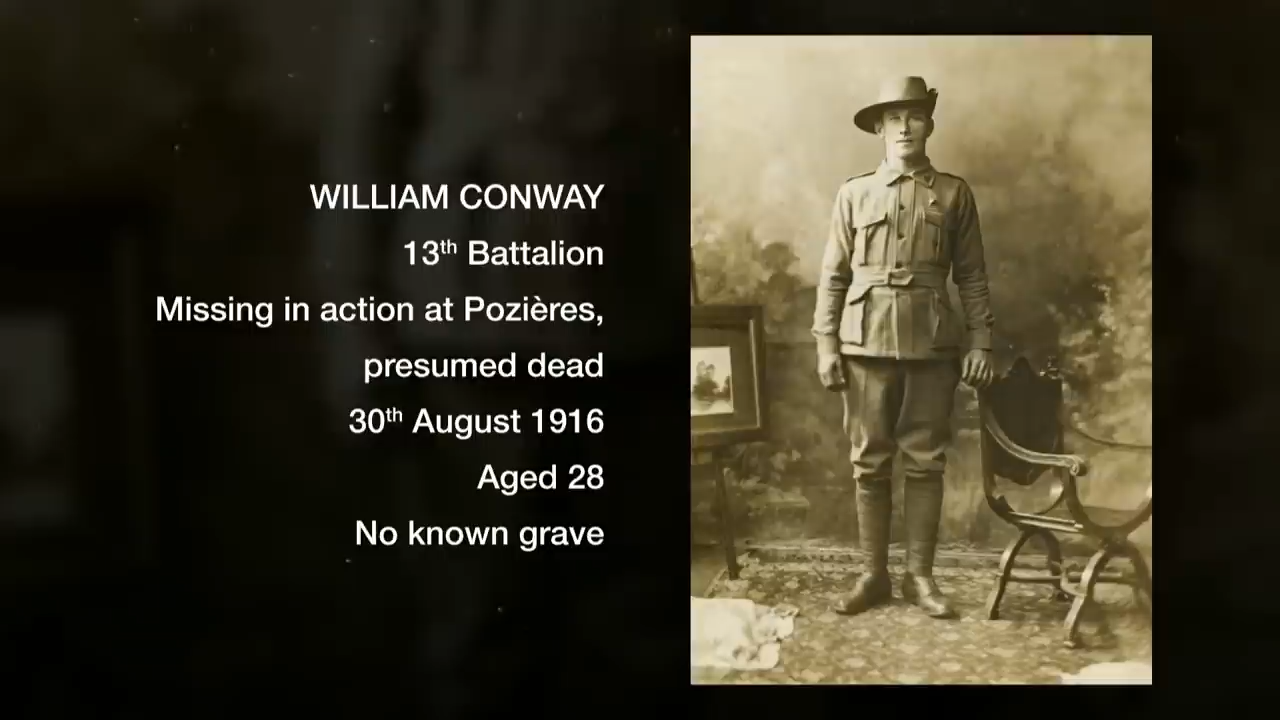 WILLIAM CONWAY
13th Battalion
Missing in action at Pozières,
presumed dead
30th August 1916
Aged 28
No known grave